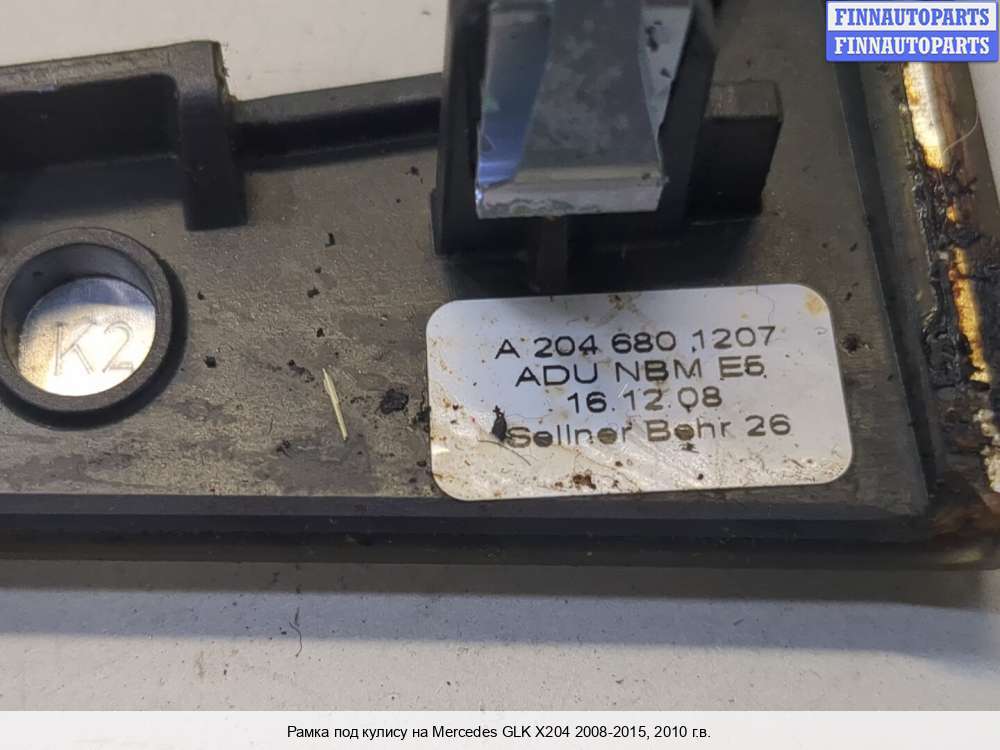 FINNAUTOPARTS
FINNAUTOPARTS
K2
A 204 680 1207
ADU NBM E6
16.12.08
Sellner Behr 26
Рамка под кулису на Mercedes GLK X204 2008-2015, 2010 г.в.